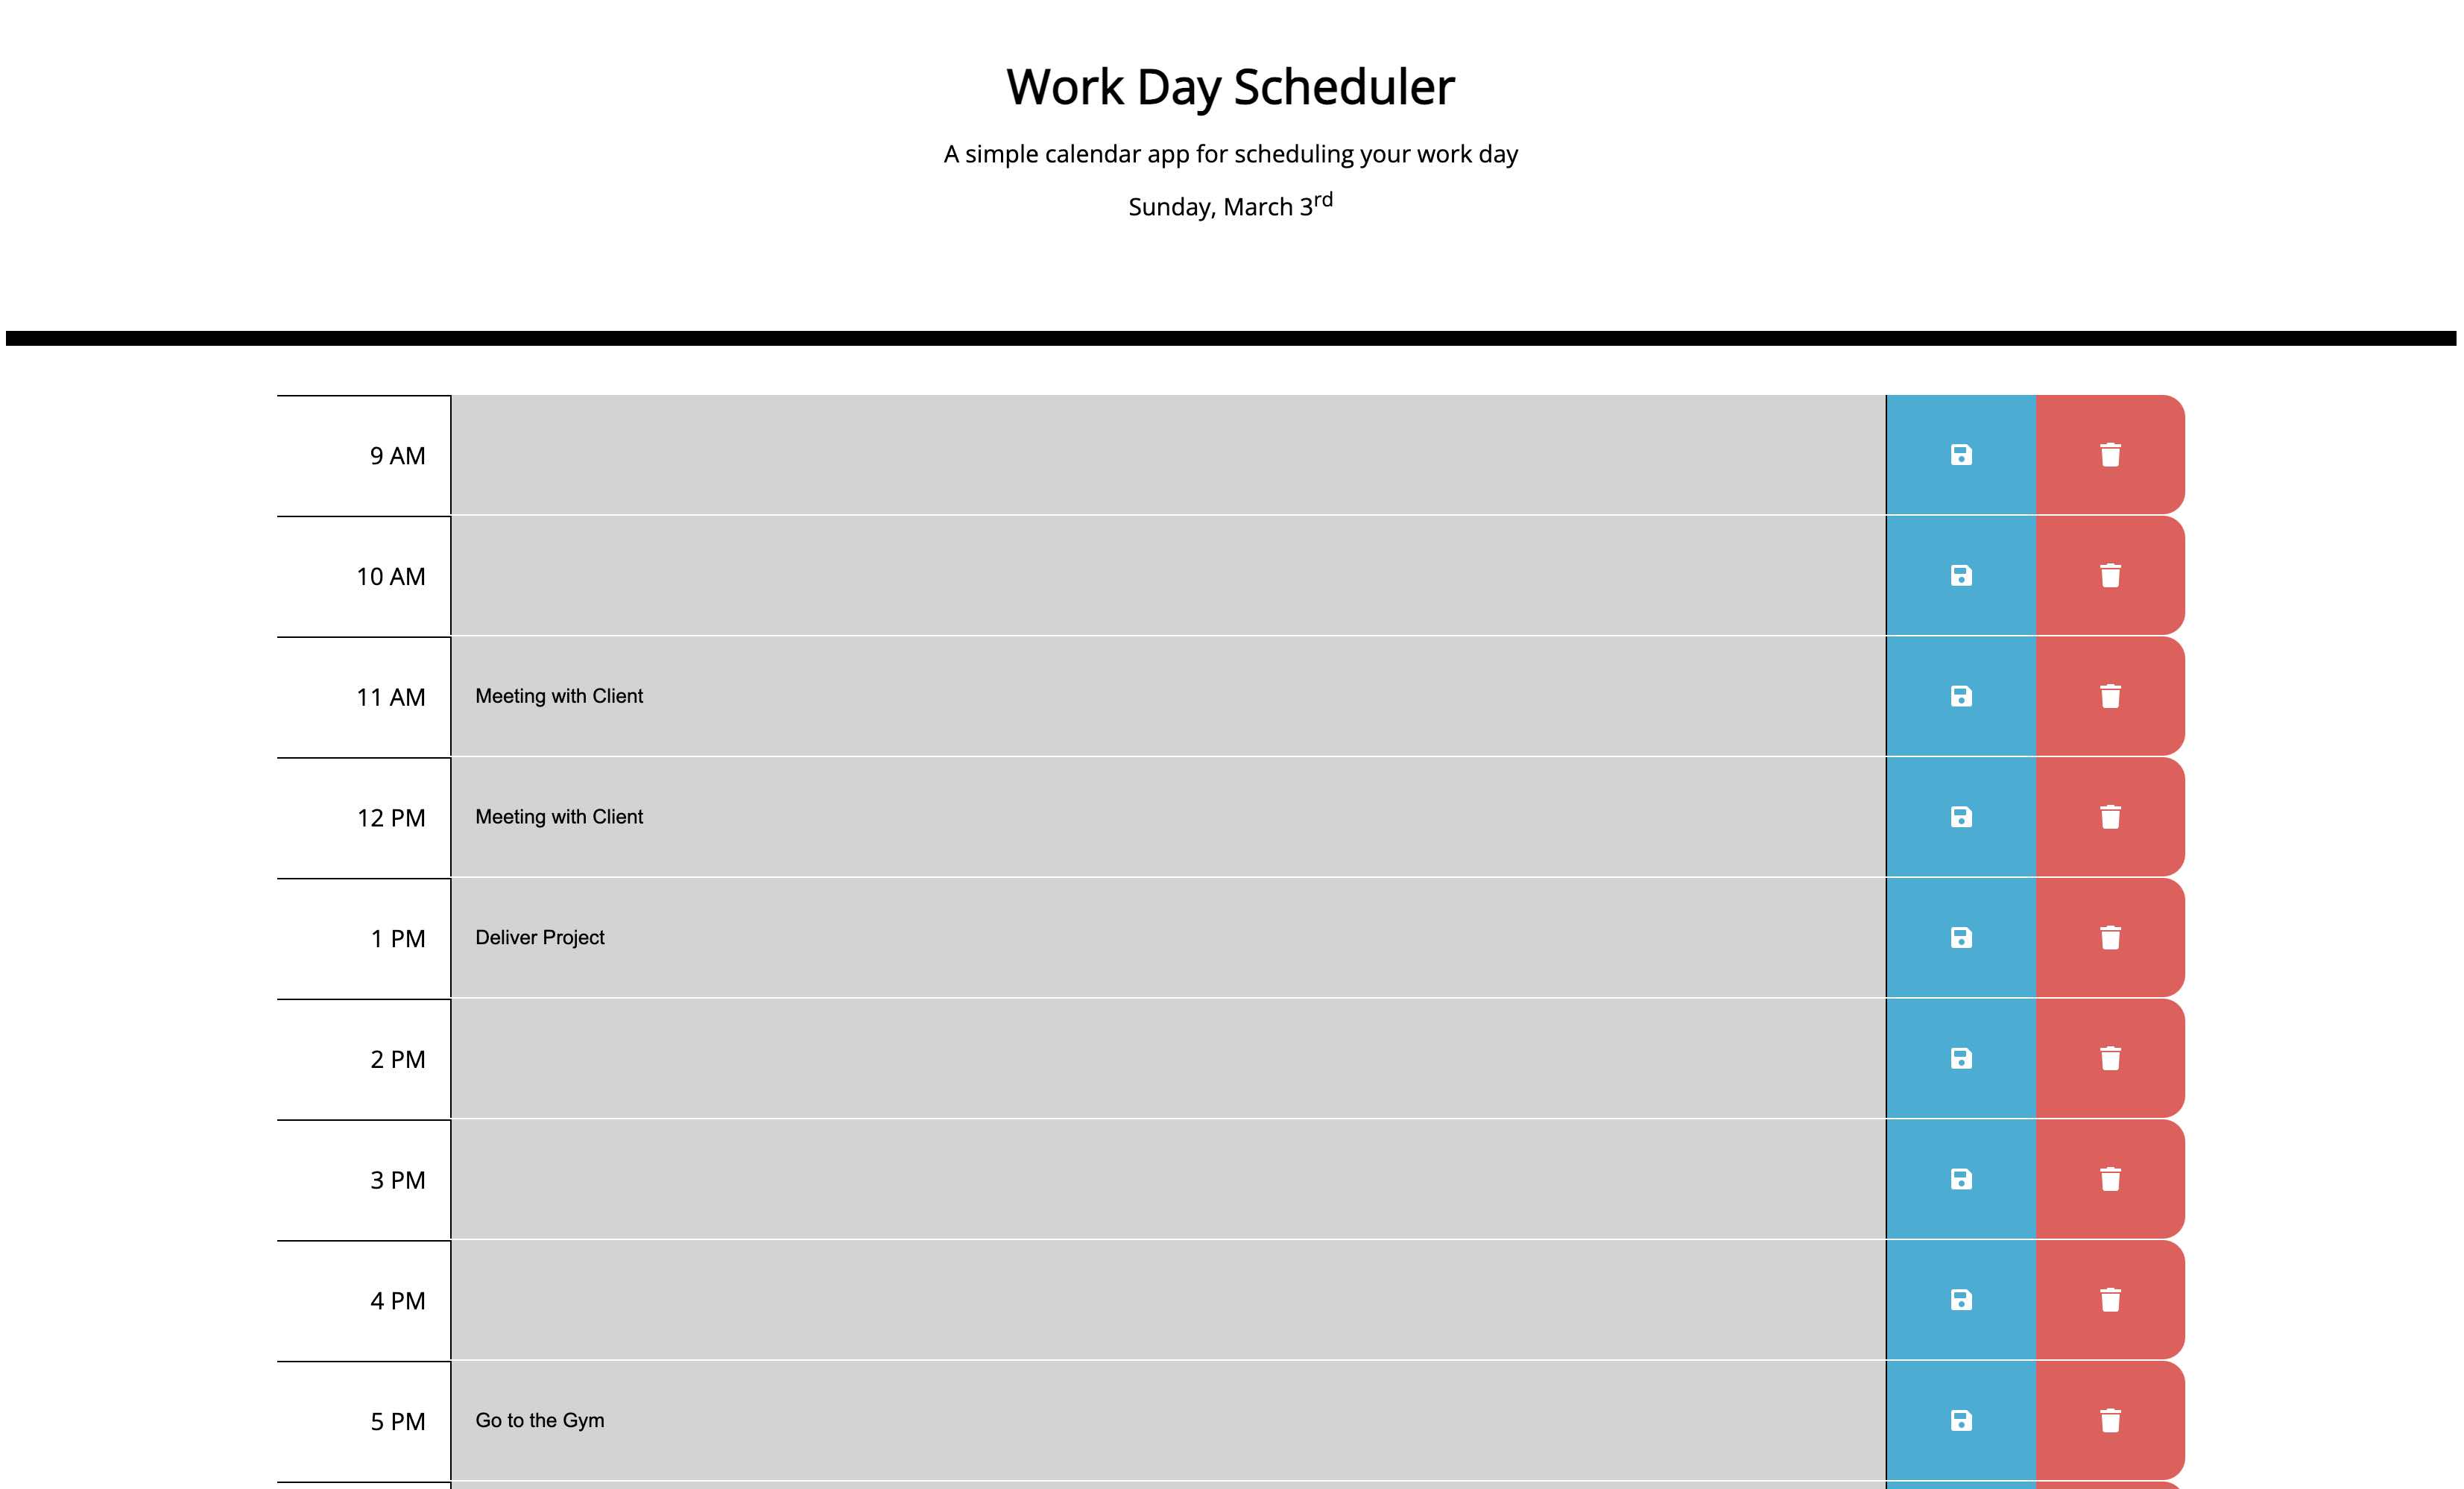 Work Day Scheduler
A simple calendar app for scheduling your work day
Sunday, March 3rd
9 AM
10 AM
11 AM Meeting with Client
12 PM Meeting with Client
1 PM Deliver Project
2 PM
3 PM
4 PM
5 PM Go to the Gym